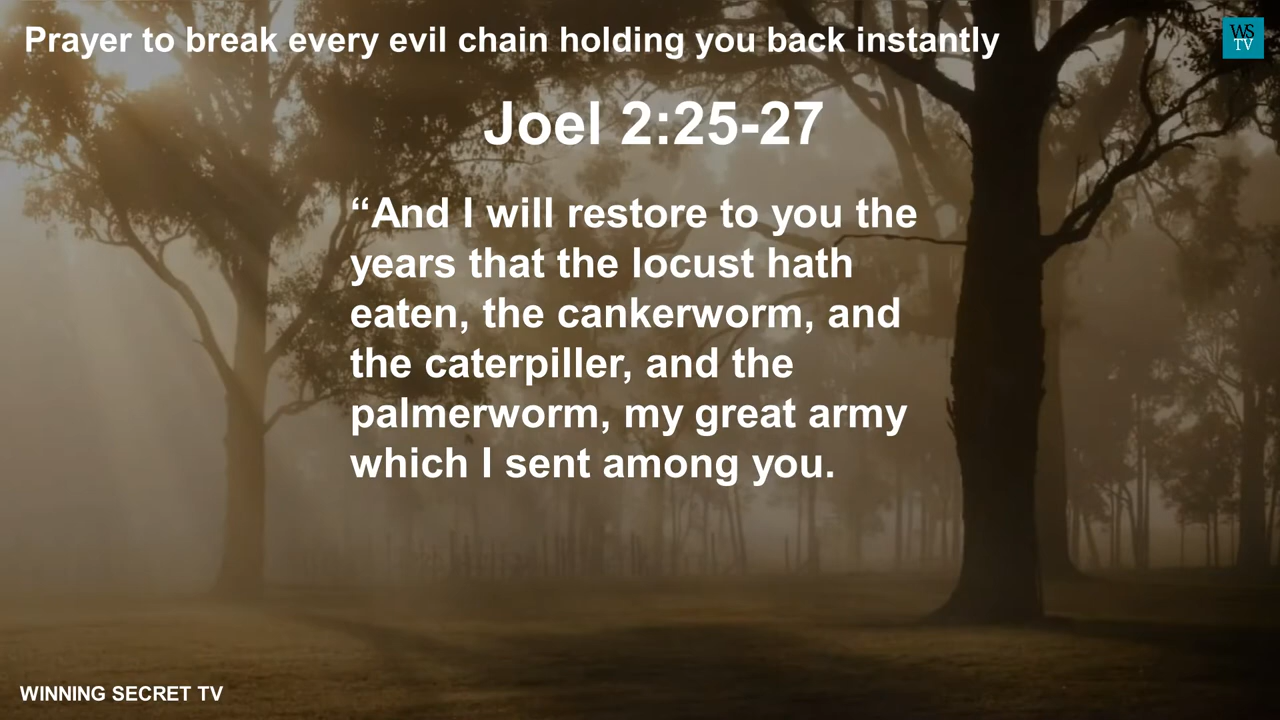 Prayer to break every evil chain holding you back instantly
WS
TV
Joel 2:25-27
“And I will restore to you the
years that the locust hath
eaten, the cankerworm, and
the caterpiller, and the
palmerworm, my great army
which I sent among you.
WINNING SECRET TV